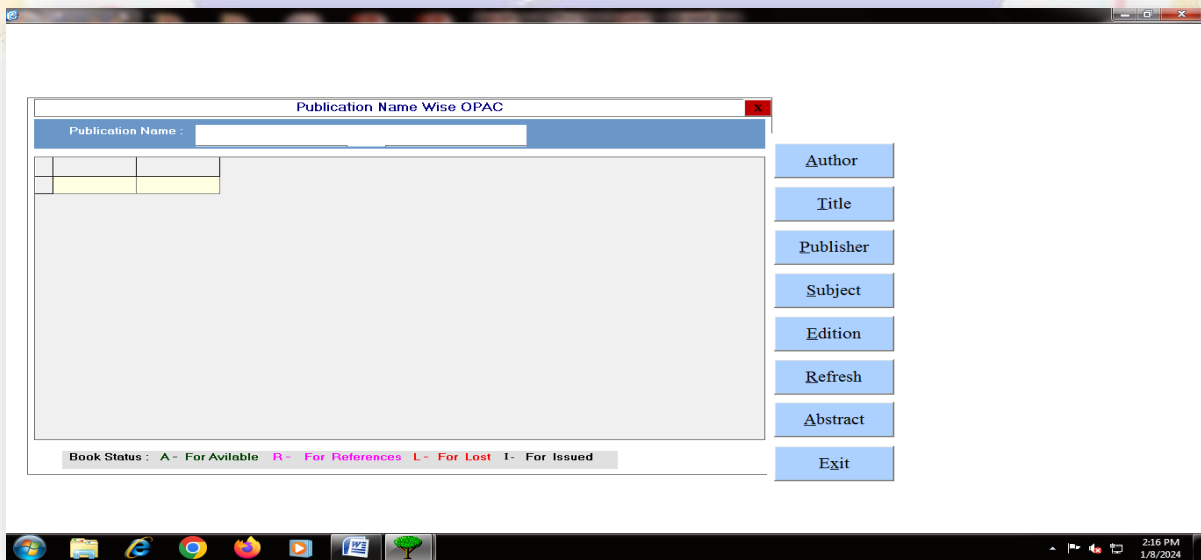 Publication Name Wise OPAC
X
Publication Name :
Author
Title
Publisher
Subject
Edition
Refresh
Abstract
Exit
Book Status : A - For Avilable R - For References L - For Lost I - For Issued
2:16 PM
1/8/2024